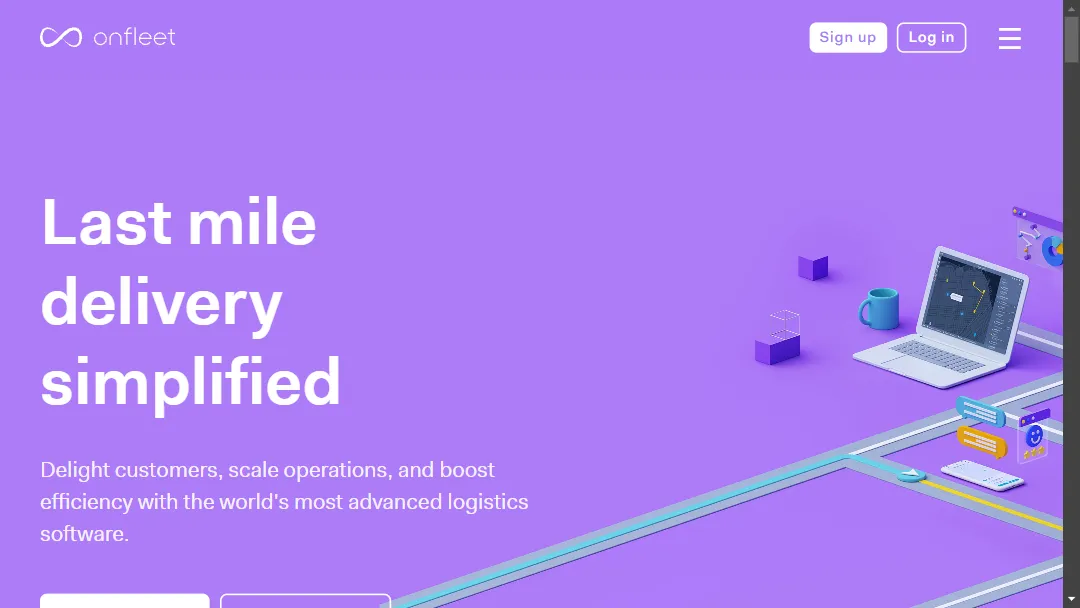 onfleet
Sign up
Log in
Last mile
delivery
simplified
Delight customers, scale operations, and boost
efficiency with the world's most advanced logistics
software.